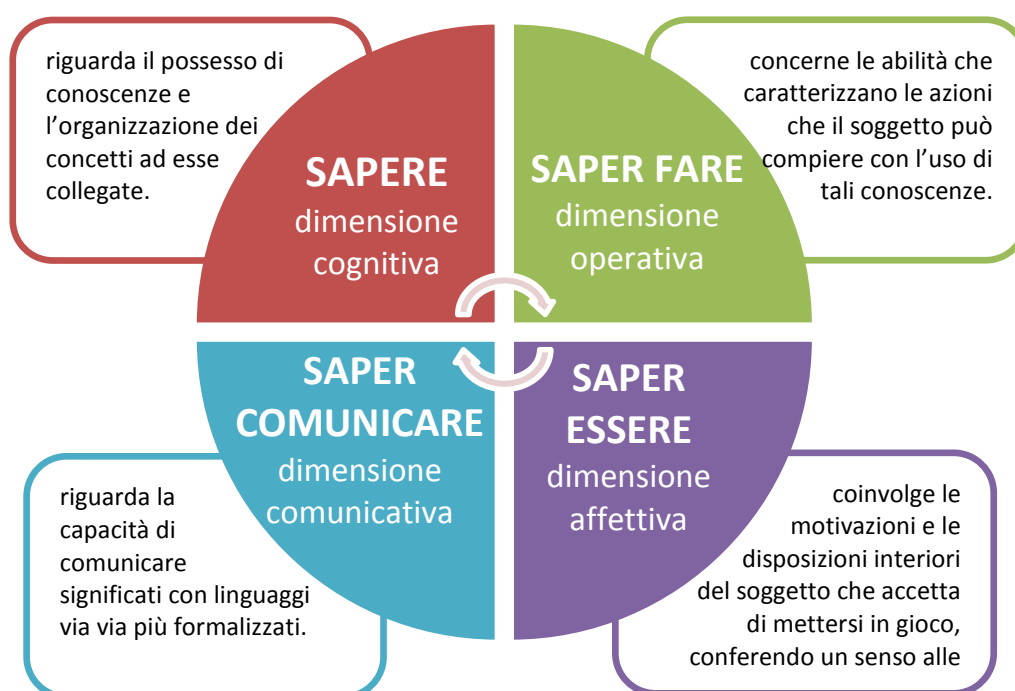 riguarda il possesso di
conoscenze e
l’organizzazione dei
concetti ad esse
collegate.
SAPERE
dimensione
cognitiva
SAPER FARE
dimensione
operativa
concerne le abilità che
caratterizzano le azioni
che il soggetto può
compiere con l’uso di
tali conoscenze.
riguarda la
capacità di
comunicare
significati con linguaggi
via via più formalizzati.
SAPER
COMUNICARE
dimensione
comunicativa
SAPER
ESSERE
dimensione
affettiva
coinvolge le
motivazioni e le
disposizioni interiori
del soggetto che accetta
di mettersi in gioco,
conferendo un senso alle